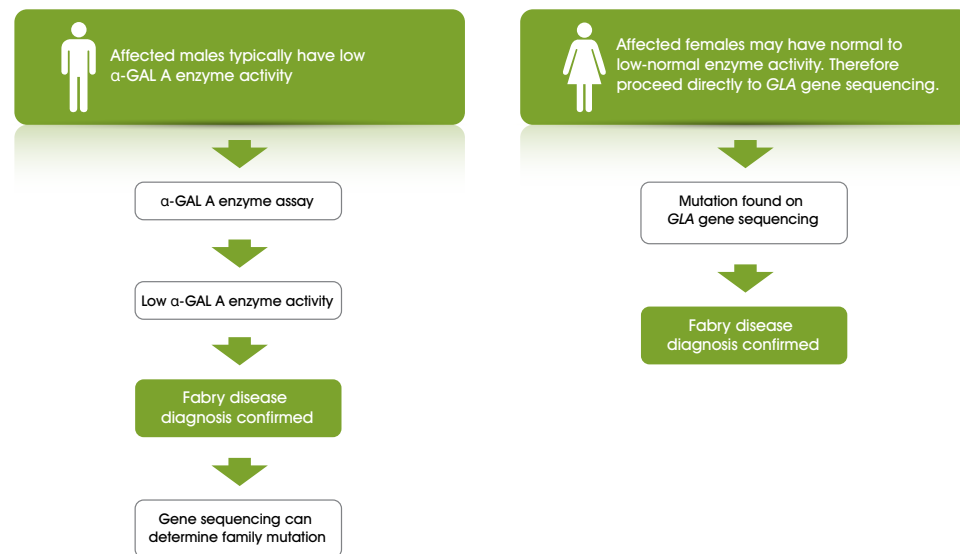 Affected males typically have low
α-GAL A enzyme activity
α-GAL A enzyme assay
Low α-GAL A enzyme activity
Fabry disease
diagnosis confirmed
Gene sequencing can
determine family mutation
Affected females may have normal to
low-normal enzyme activity. Therefore
proceed directly to GLA gene sequencing.
Mutation found on
GLA gene sequencing
Fabry disease
diagnosis confirmed